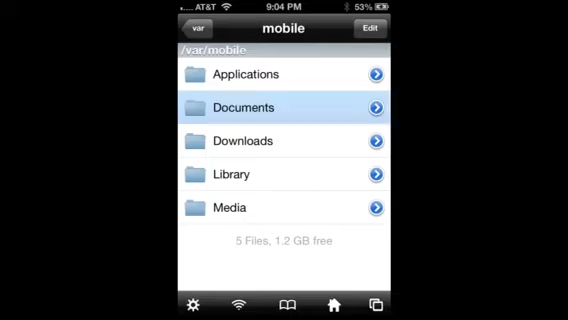 AT&T 9:04 PM 53%
var mobile Edit
/var/mobile
Applications
Documents
Downloads
Library
Media
5 Files, 1.2 GB free